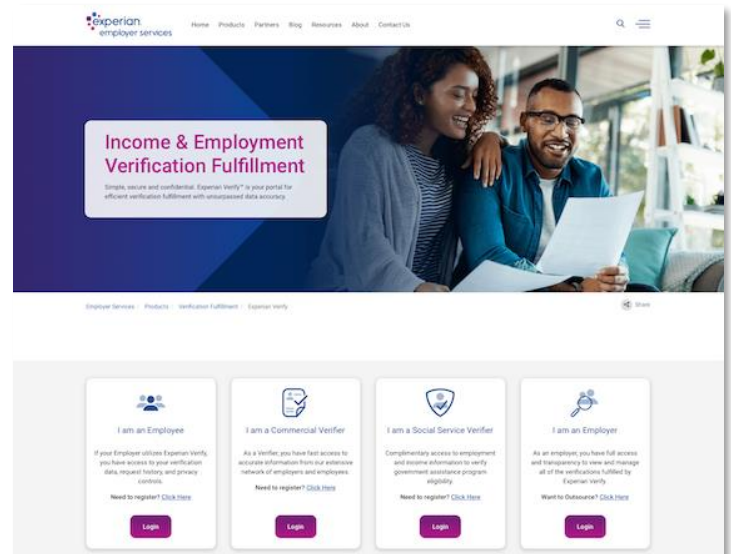 experian.
employer services
Home Products Partners Blog Resources About Contact Us
Income & Employment
Verification Fulfillment
Simple, secure and confidential. Experian Verify™ is your portal for
efficient verification fulfillment with unsurpassed data accuracy.
Employer Services / Products / Verification Fulfillment / Experian Verify
Share
I am an Employee
If your Employer utilizes Experian Verify,
you have access to your verification
data, request history, and privacy
controls.
Need to register? Click Here
Login
I am a Commercial Verifier
As a Verifier, you have fast access to
accurate information from our extensive
network of employers and employees.
Need to register? Click Here
Login
I am a Social Service Verifier
Complimentary access to employment
and income information to verify
government assistance program
eligibility.
Need to register? Click Here
Login
I am an Employer
As an employer, you have full access
and transparency to view and manage
all of the verifications fulfilled by
Experian Verify.
Want to Outsource? Click Here
Login